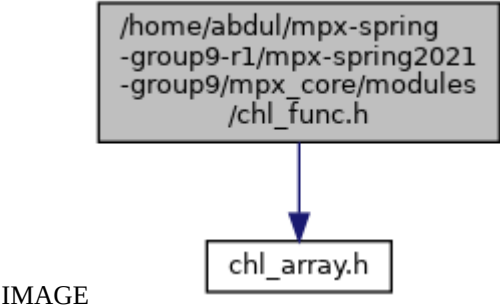 /home/abdul/mpx-spring
-group9-r1/mpx-spring2021
-group9/mpx_core/modules
/chl_func.h
chl_array.h
IMAGE